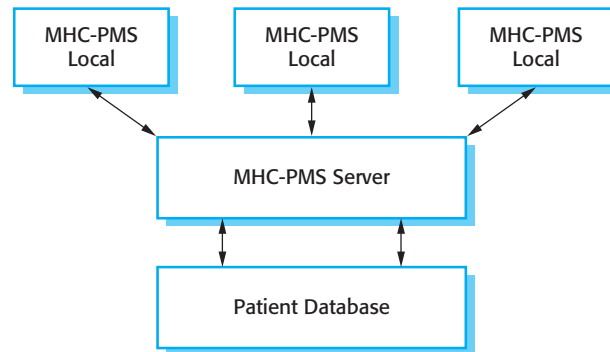 MHC-PMS
Local
MHC-PMS
Local
MHC-PMS
Local
MHC-PMS Server
Patient Database